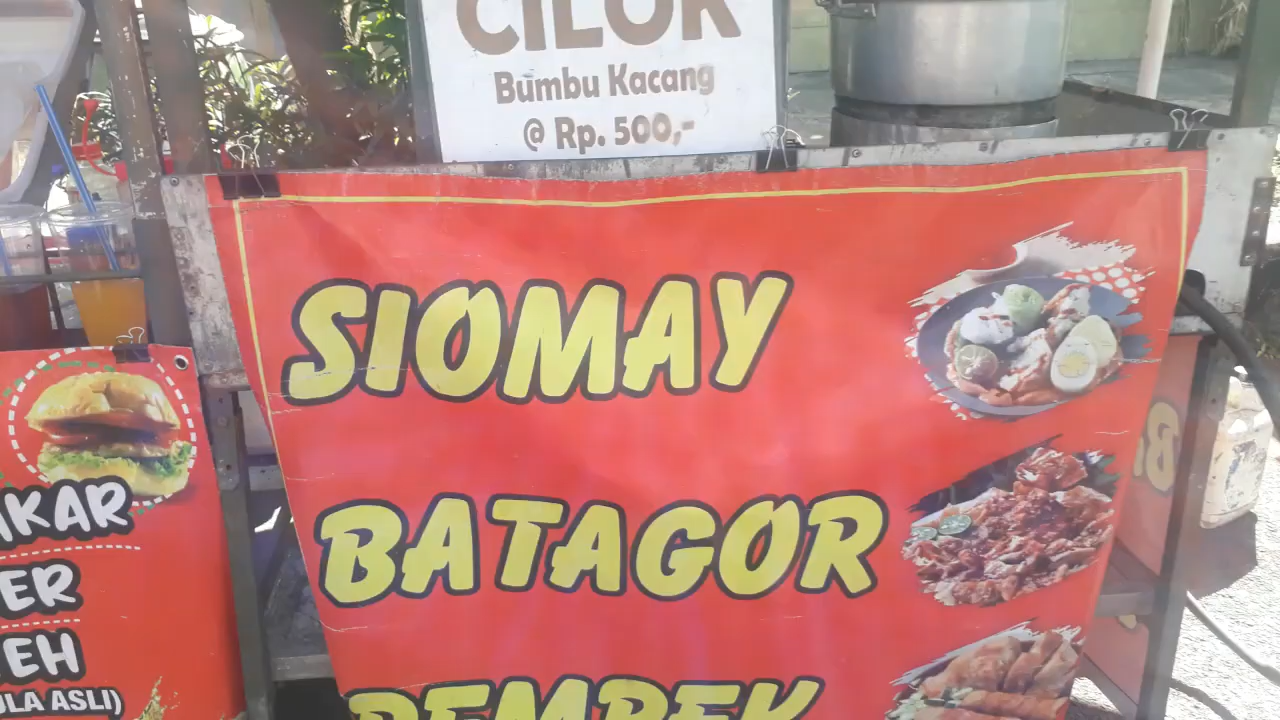 CILOK
Bumbu Kacang
@ Rp. 500,-
SIOMAY
BATAGOR
PEMPEK
KAR
ER
EH
ULA ASLI)